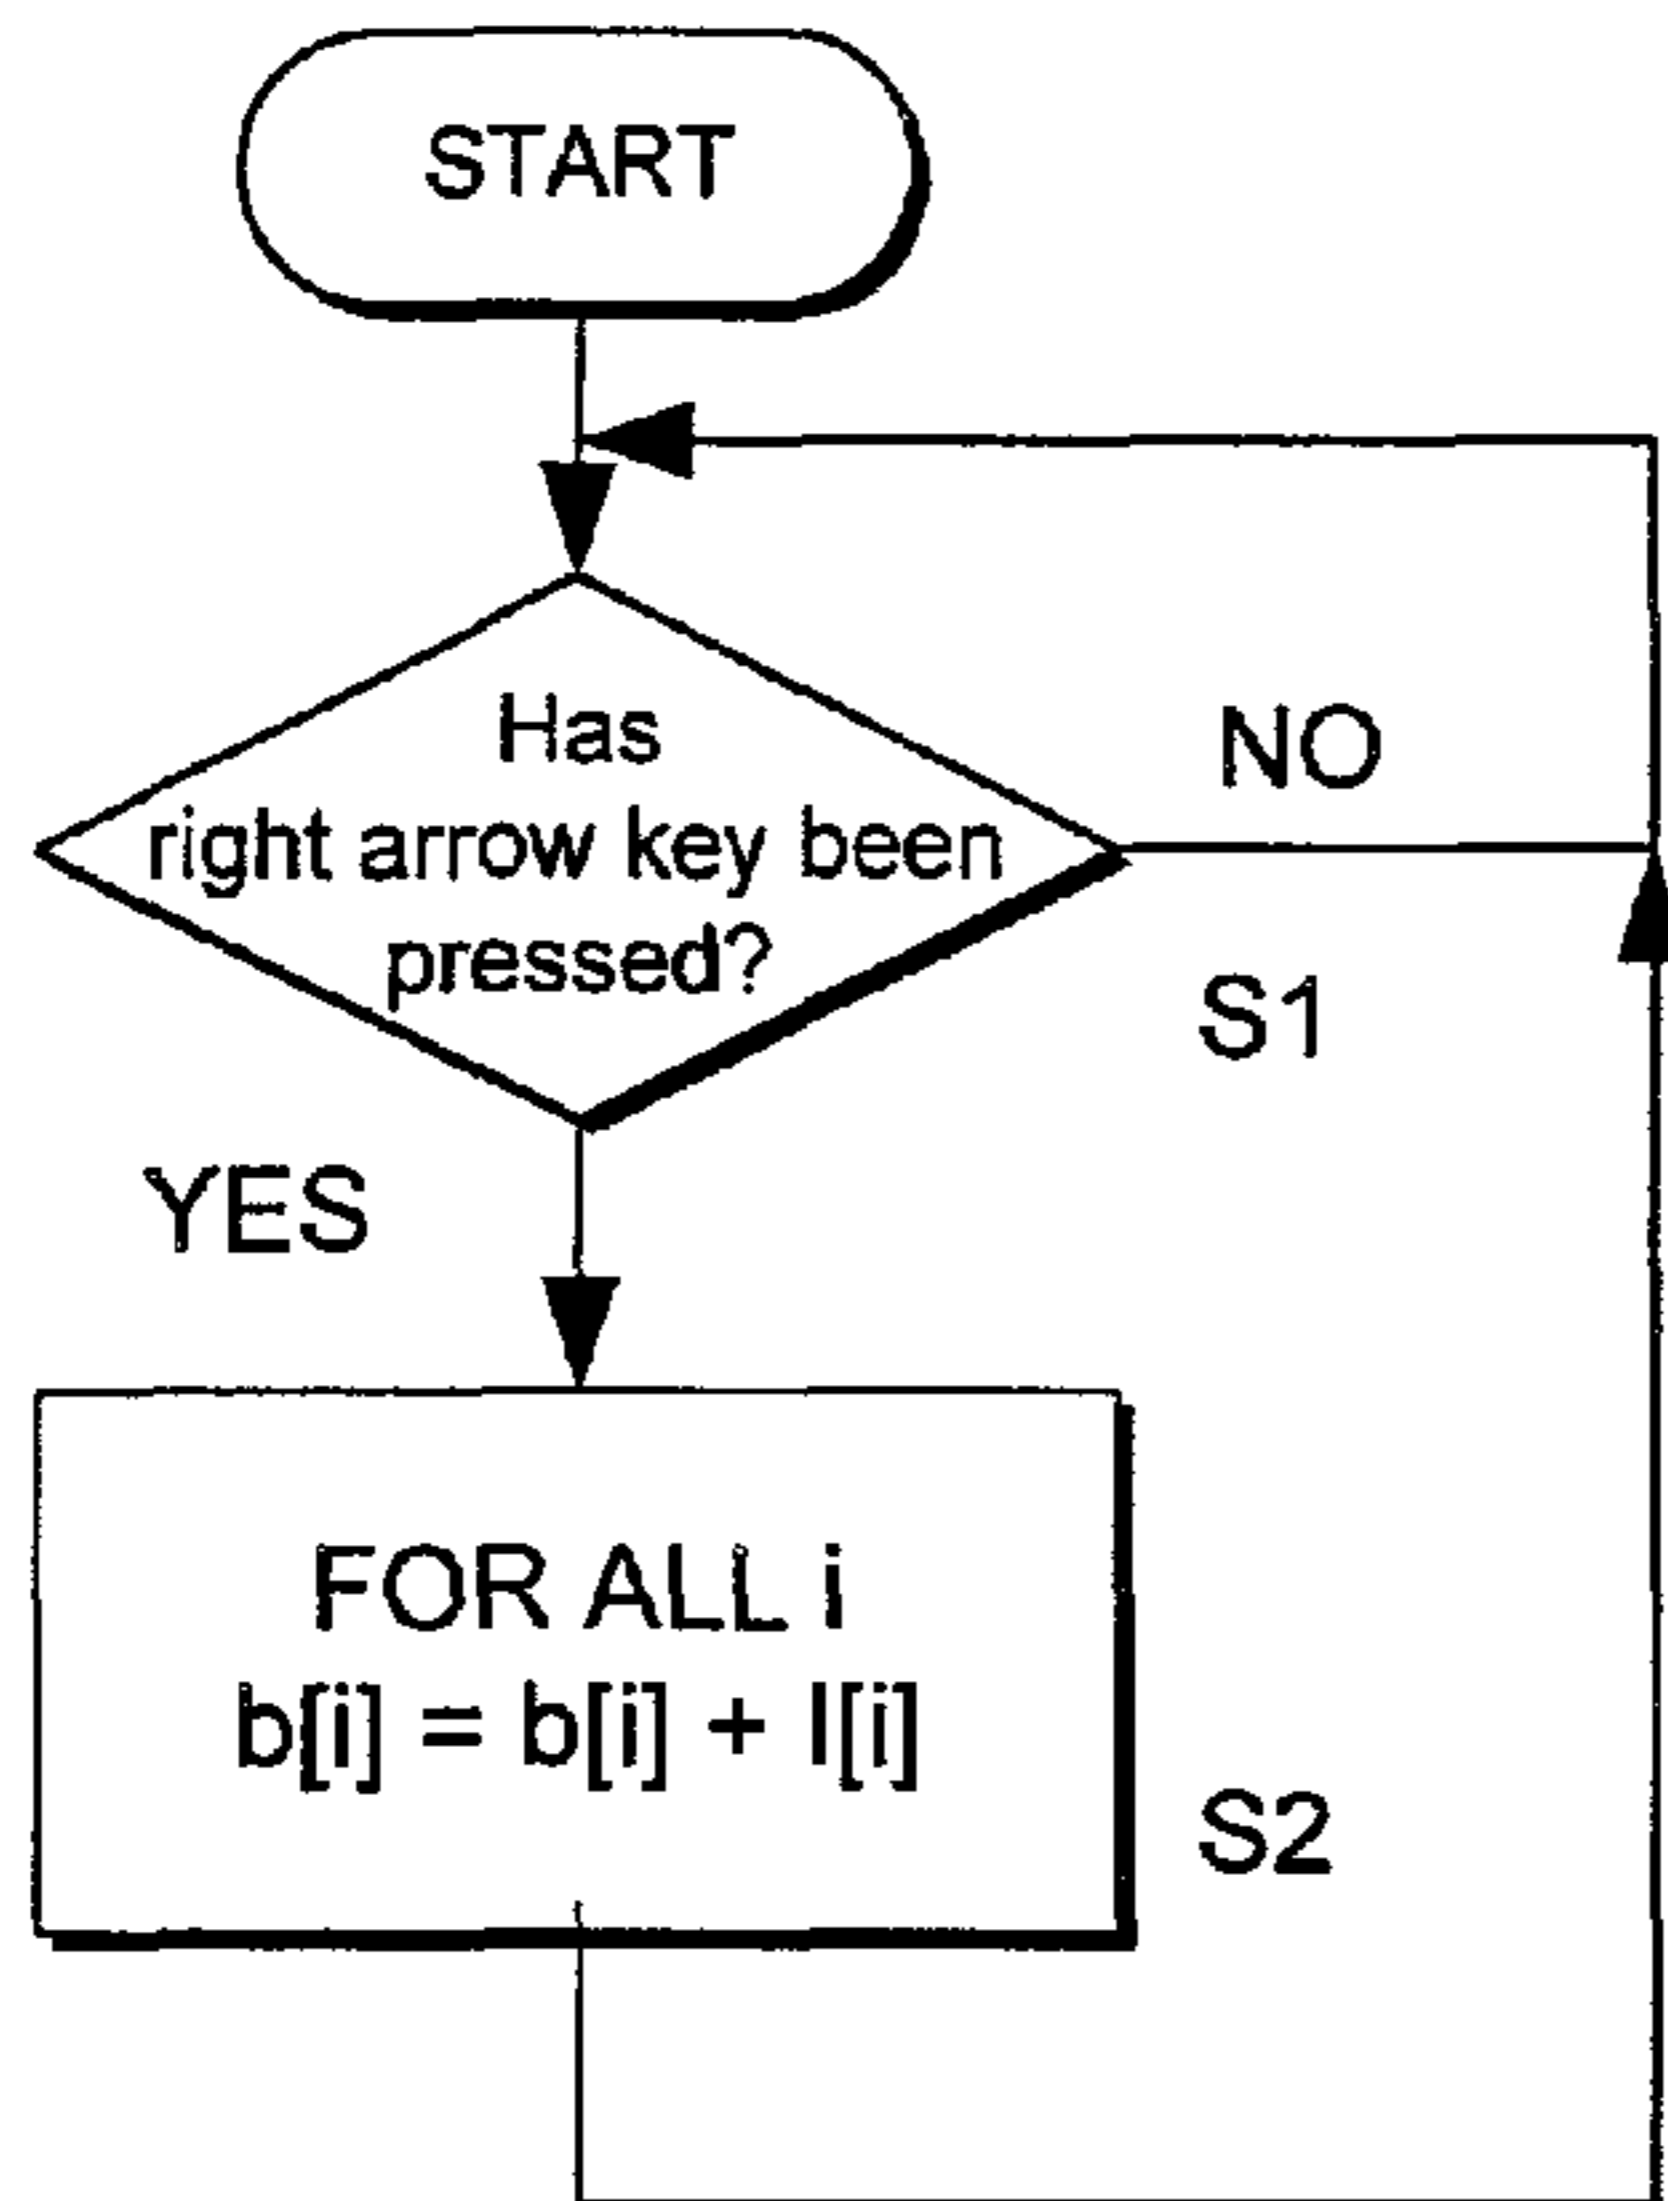 START
Has
right arrow key been
pressed?
NO
S1
YES
FOR ALL i
b[i] = b[i] + l[i]
S2